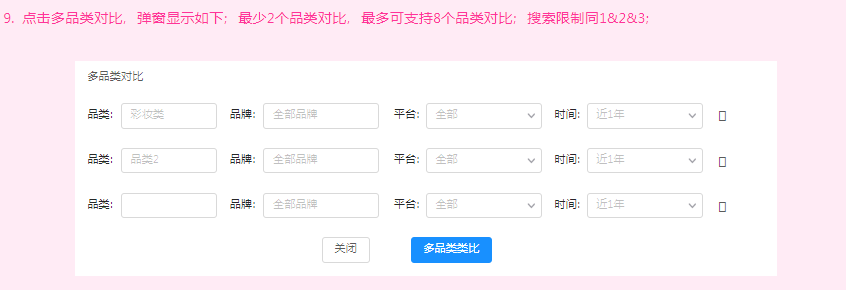 9. 点击多品类对比，弹窗显示如下；最少2个品类对比，最多可支持8个品类对比；搜索限制同1&2&3;
多品类对比
品类: 彩妆类 品牌: 全部品牌 平台: 全部 时间: 近1年
品类: 品类2 品牌: 全部品牌 平台: 全部 时间: 近1年
品类: 品牌: 全部品牌 平台: 全部 时间: 近1年
关闭 多品类类比